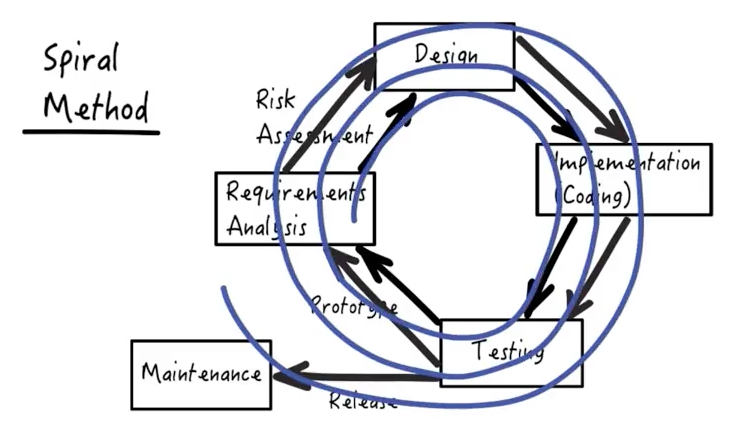 Spiral
Method
Design
Risk
Assessment
Implementation
(Coding)
Requirements
Analysis
Prototype
Testing
Maintenance
Release